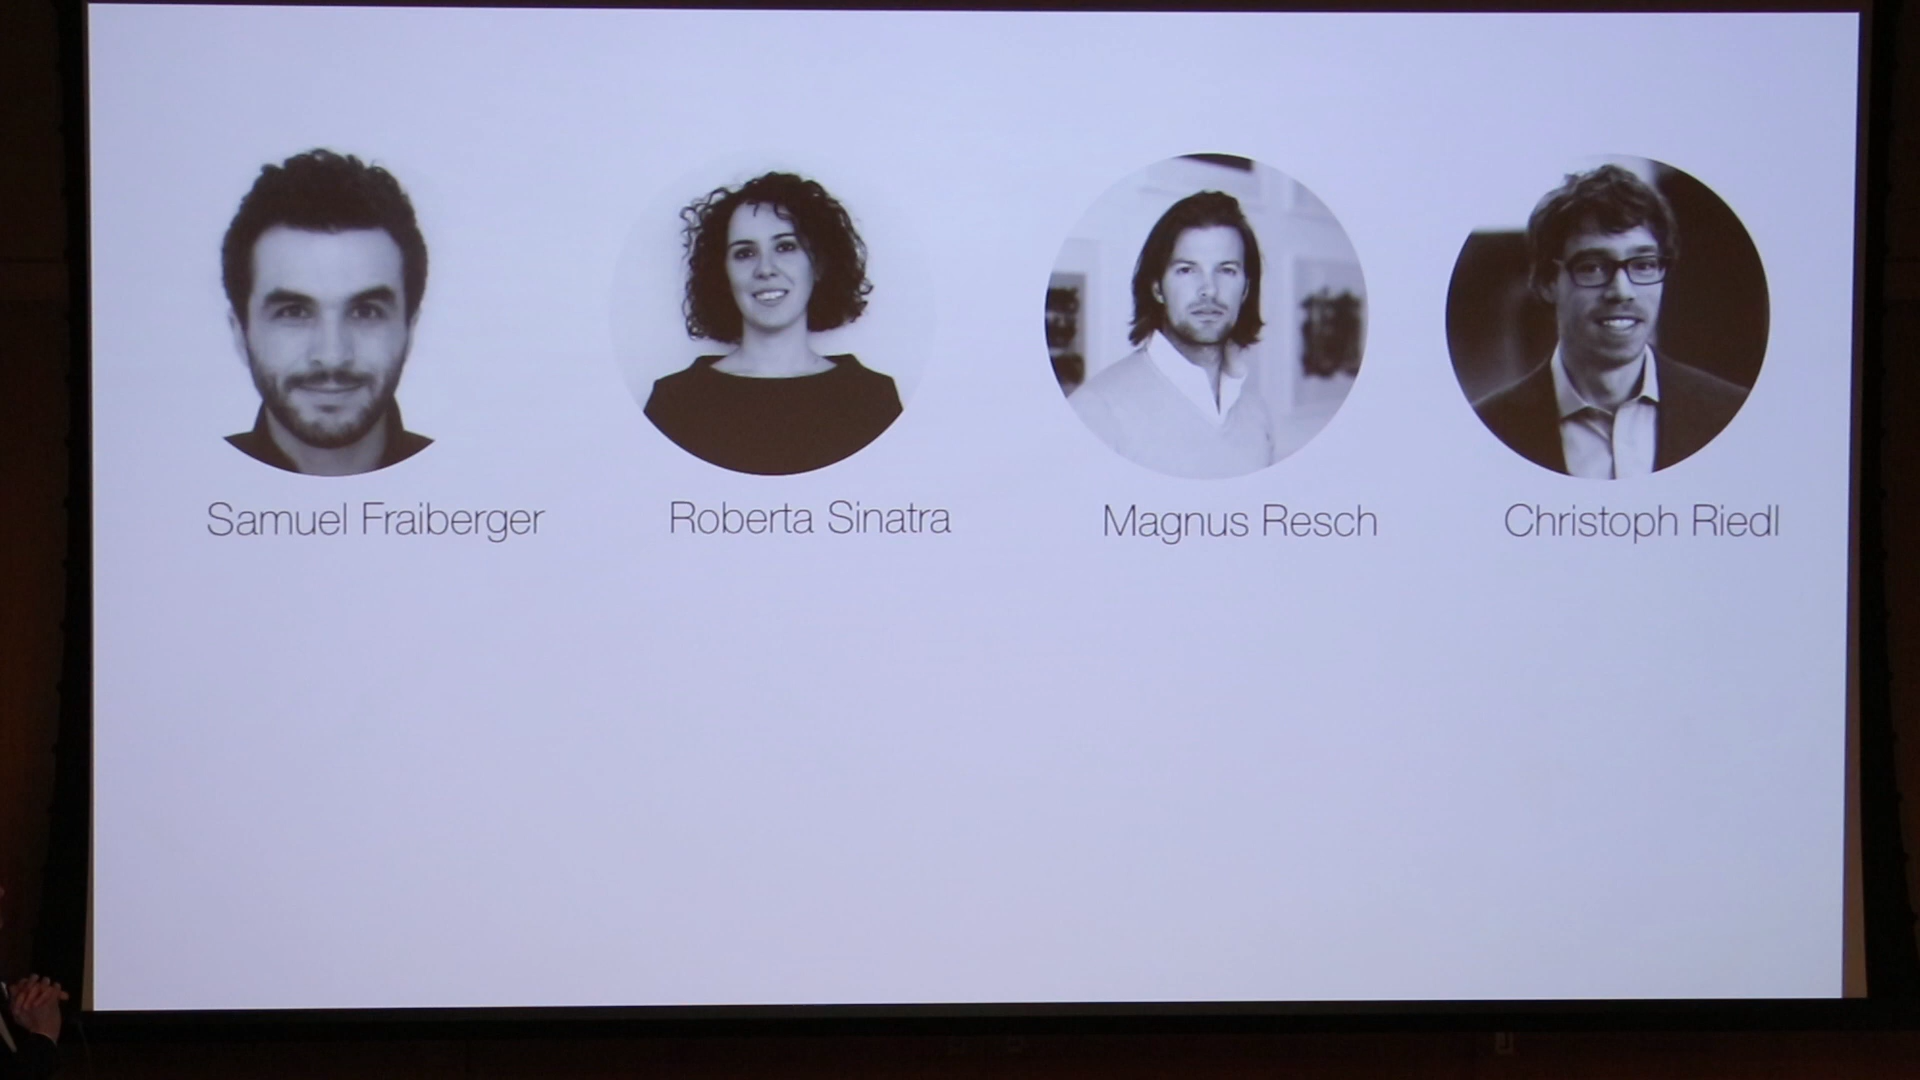 Samuel Fraiberger
Roberta Sinatra
Magnus Resch
Christoph Riedl